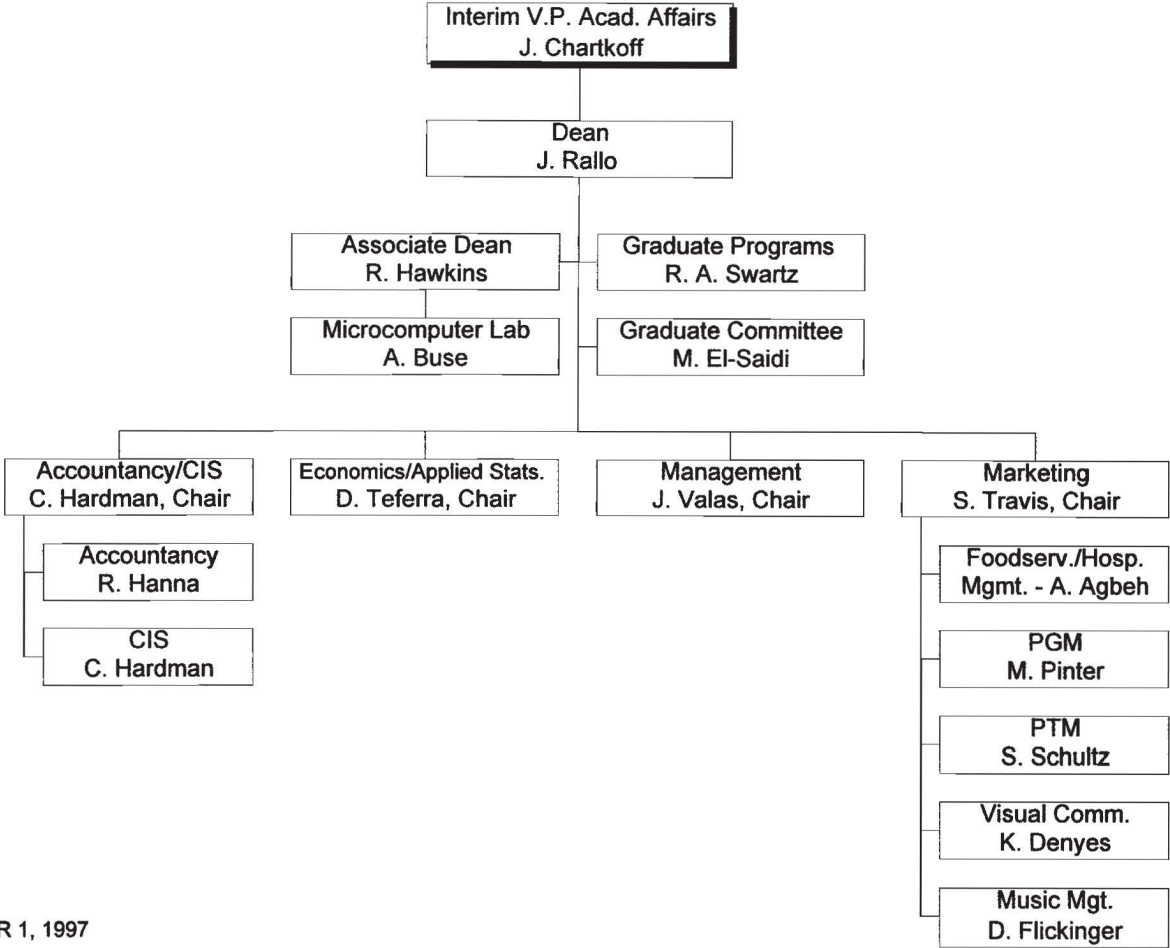 Interim V.P. Acad. Affairs
J. Chartkoff
Dean
J. Rallo
Associate Dean
R. Hawkins
Graduate Programs
R. A. Swartz
Microcomputer Lab
A. Buse
Graduate Committee
M. El-Saidi
Accountancy/CIS
C. Hardman, Chair
Economics/Applied Stats.
D. Teferra, Chair
Management
J. Valas, Chair
Marketing
S. Travis, Chair
Accountancy
R. Hanna
CIS
C. Hardman
Foodserv./Hosp.
Mgmt. - A. Agbeh
PGM
M. Pinter
PTM
S. Schultz
Visual Comm.
K. Denyes
Music Mgt.
D. Flickinger
R 1, 1997